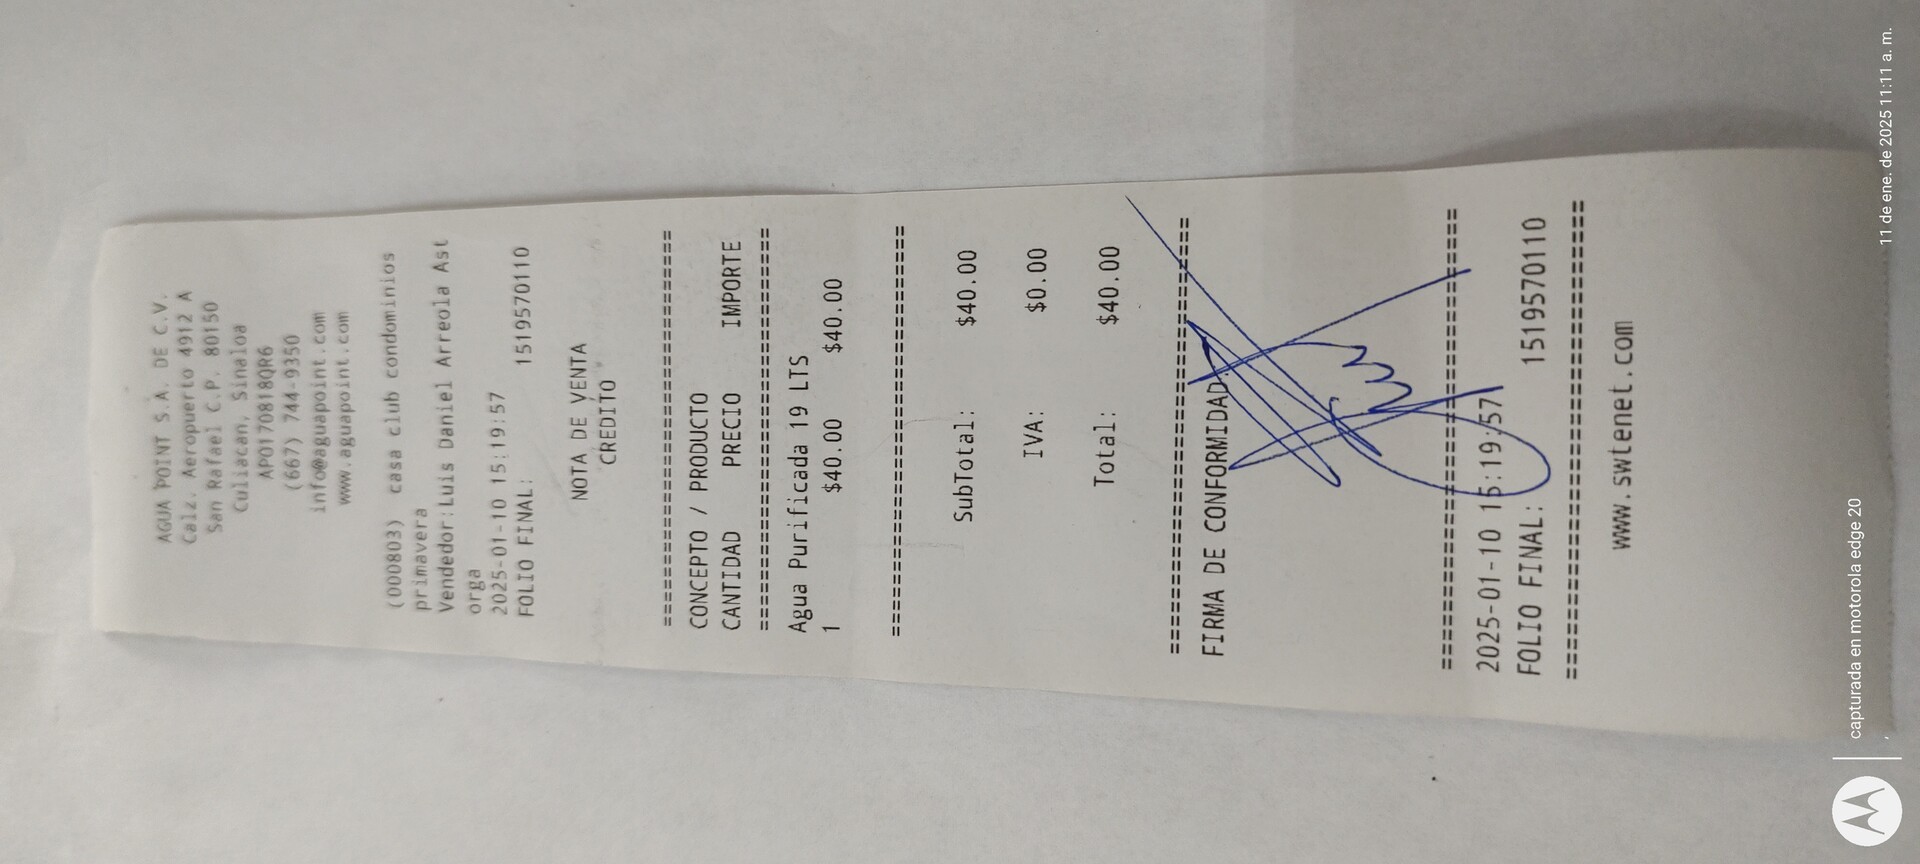 AGUA POINT S.A. DE C.V.
Calz. Aeropuerto 4912 A
San Rafael C.P. 80150
Culiacan, Sinaloa
APO170818QR6
(667) 744-9350
info@aguapoint.com
www.aguapoint.com
(000803) casa club condominios
primavera
Vendedor:Luis Daniel Arreola Ast
orga
2025-01-10 15:19:57
FOLIO FINAL: 1519570110
NOTA DE VENTA
CREDITO
==============================
CONCEPTO / PRODUCTO
CANTIDAD PRECIO IMPORTE
==============================
Agua Purificada 19 LTS
1 $40.00 $40.00
==============================
SubTotal: $40.00
IVA: $0.00
Total: $40.00
==============================
FIRMA DE CONFORMIDAD:
==============================
2025-01-10 15:19:57
FOLIO FINAL: 1519570110
==============================
www.swtenet.com
capturada en motorola edge 20
11 de ene. de 2025 11:11 a. m.